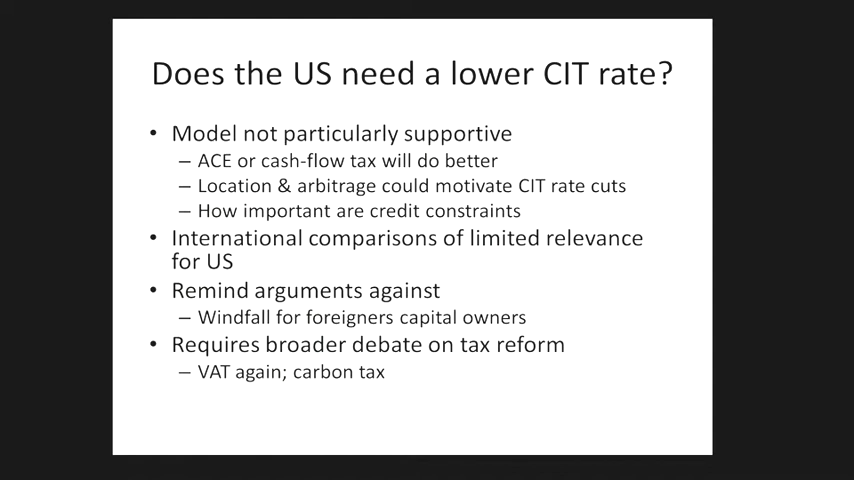 Does the US need a lower CIT rate?
• Model not particularly supportive
– ACE or cash-flow tax will do better
– Location & arbitrage could motivate CIT rate cuts
– How important are credit constraints
• International comparisons of limited relevance
for US
• Remind arguments against
– Windfall for foreigners capital owners
• Requires broader debate on tax reform
– VAT again; carbon tax